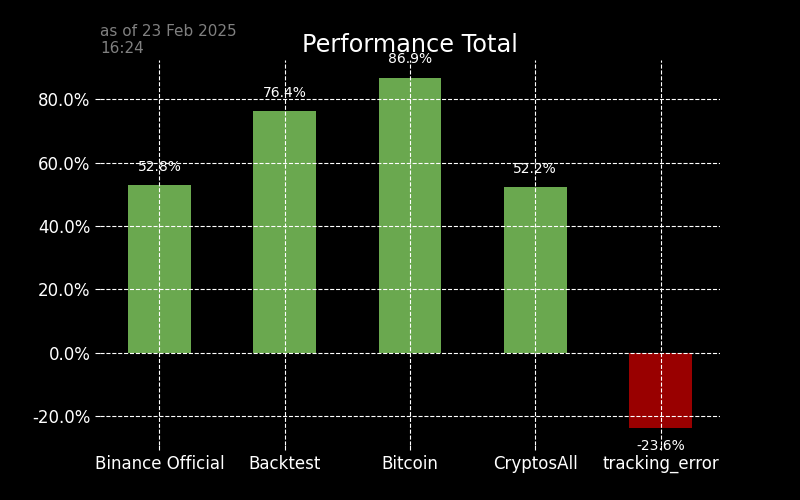 as of 23 Feb 2025
16:24
Performance Total
86.9%
76.4%
80.0%
52.8%
52.2%
60.0%
40.0%
20.0%
0.0%
-20.0%
-23.6%
Binance Official
Backtest
Bitcoin
CryptosAll
tracking_error